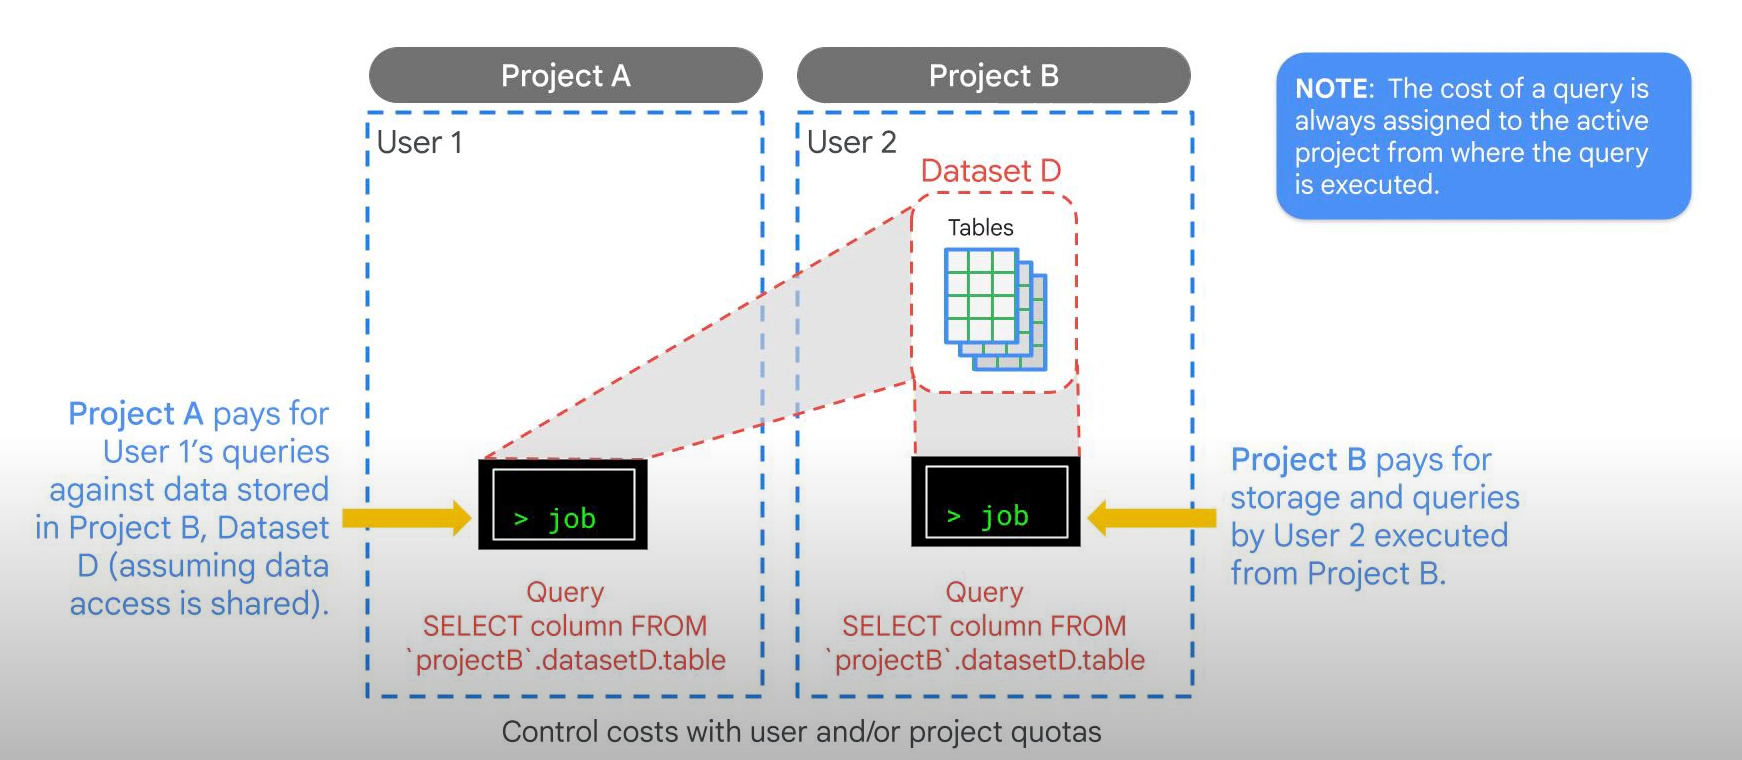 Project A
Project B
NOTE:  The cost of a query is
always assigned to the active
project from where the query
is executed.
User 1
User 2
Dataset D
Tables
Project A pays for
User 1’s queries
against data stored
in Project B, Dataset
D (assuming data
access is shared).
> job
> job
Project B pays for
storage and queries
by User 2 executed
from Project B.
Query
SELECT column FROM
`projectB`.datasetD.table
Query
SELECT column FROM
`projectB`.datasetD.table
Control costs with user and/or project quotas